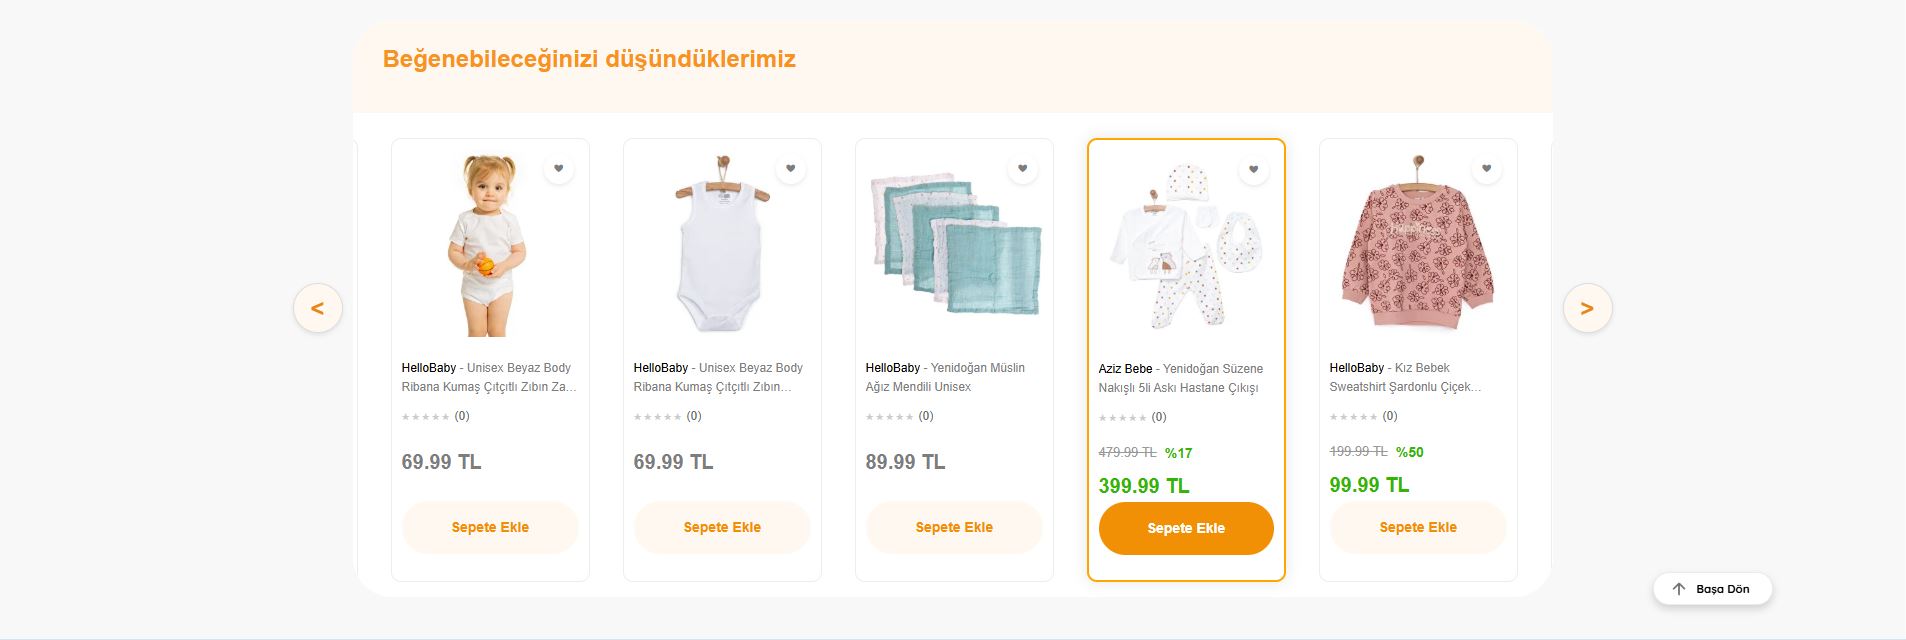 Beğenebileceğinizi düşündüklerimiz
<
>
HelloBaby - Unisex Beyaz Body
Ribana Kumaş Çıtçıtlı Zıbın Za...
(0)
69.99 TL
Sepete Ekle
HelloBaby - Unisex Beyaz Body
Ribana Kumaş Çıtçıtlı Zıbın...
(0)
69.99 TL
Sepete Ekle
HelloBaby - Yenidoğan Müslin
Ağız Mendili Unisex
(0)
89.99 TL
Sepete Ekle
Aziz Bebe - Yenidoğan Süzene
Nakışlı 5li Askı Hastane Çıkışı
(0)
479.99 TL %17
399.99 TL
Sepete Ekle
HelloBaby - Kız Bebek
Sweatshirt Şardonlu Çiçek...
(0)
199.99 TL %50
99.99 TL
Sepete Ekle
Başa Dön